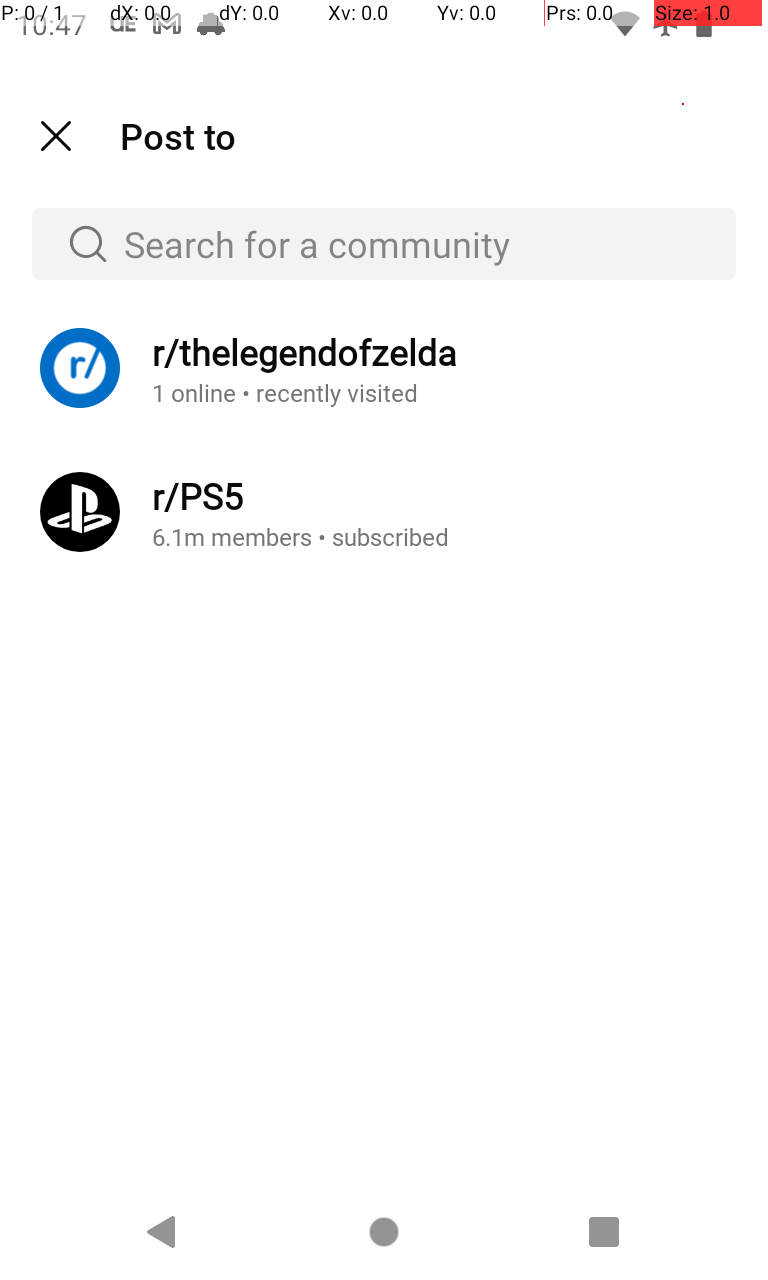 P: 0 / 1 dX: 0.0 dY: 0.0 Xv: 0.0 Yv: 0.0 Prs: 0.0 Size: 1.0
10:47
Post to
Search for a community
r/ r/thelegendofzelda
1 online • recently visited
r/PS5
6.1m members • subscribed